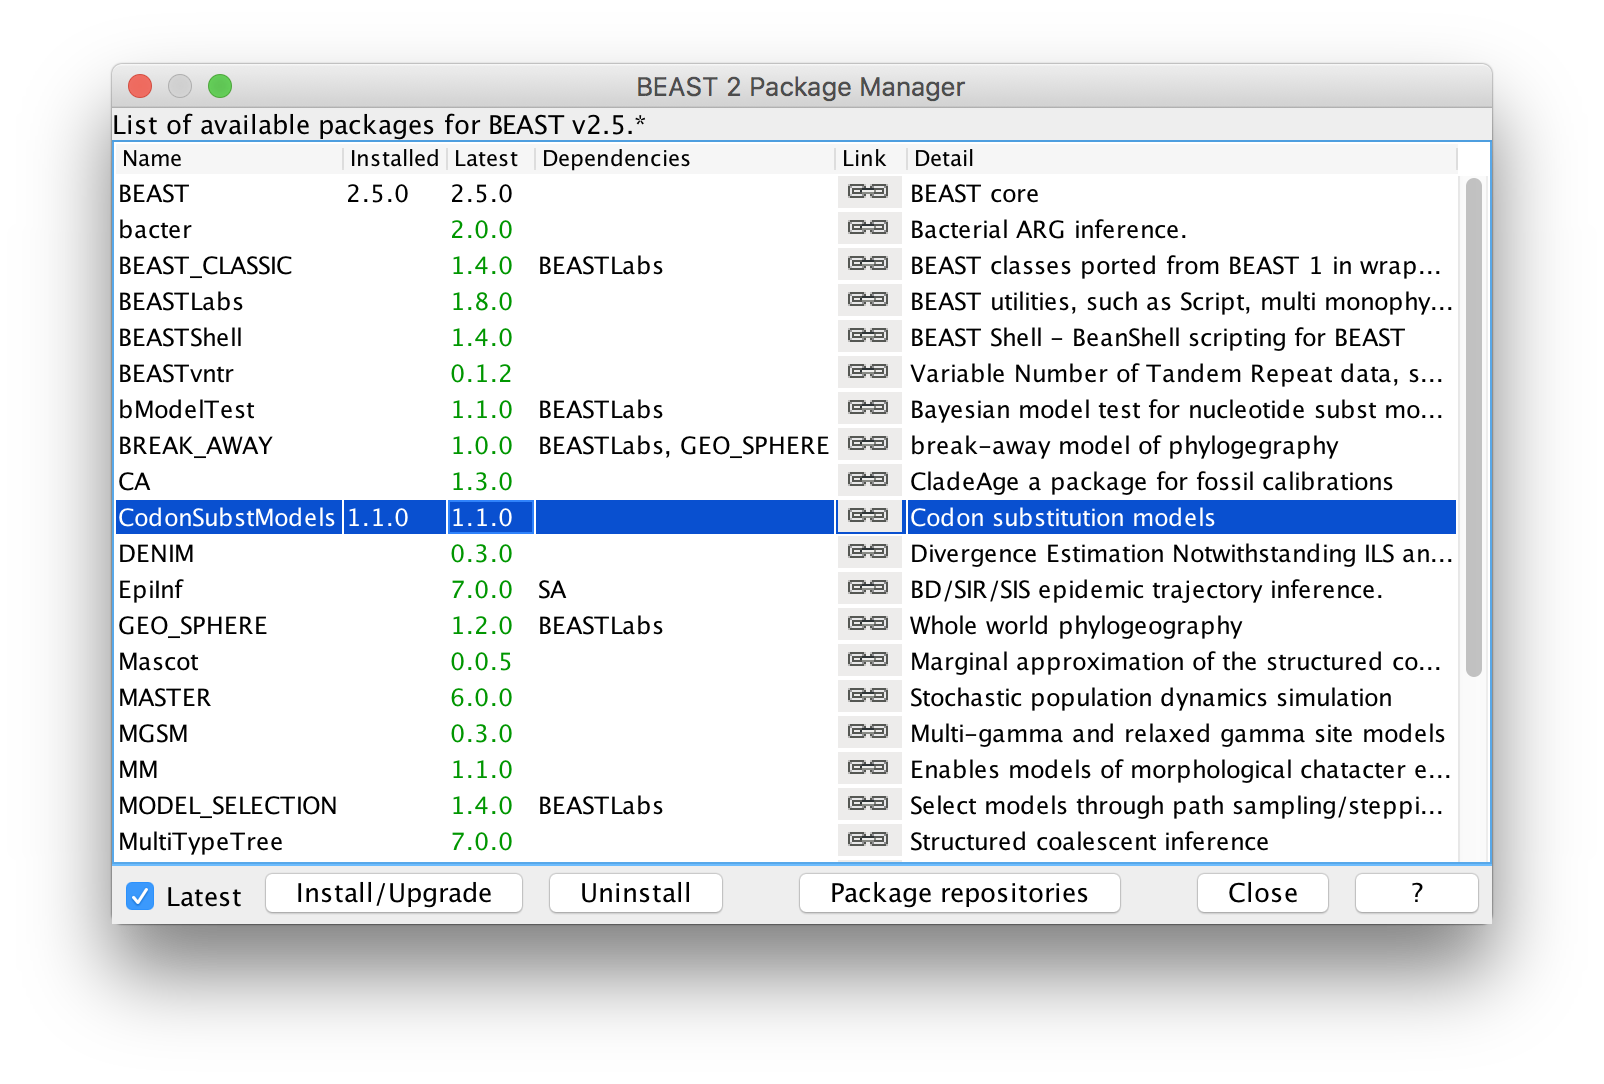 BEAST 2 Package Manager
List of available packages for BEAST v2.5.*
Name Installed Latest Dependencies Link Detail
BEAST 2.5.0 2.5.0 BEAST core
bacter 2.0.0 Bacterial ARG inference.
BEAST_CLASSIC 1.4.0 BEASTLabs BEAST classes ported from BEAST 1 in wrap...
BEASTLabs 1.8.0 BEAST utilities, such as Script, multi monophy...
BEASTShell 1.4.0 BEAST Shell - BeanShell scripting for BEAST
BEASTvntr 0.1.2 Variable Number of Tandem Repeat data, s...
bModelTest 1.1.0 BEASTLabs Bayesian model test for nucleotide subst mo...
BREAK_AWAY 1.0.0 BEASTLabs, GEO_SPHERE break-away model of phylogegraphy
CA 1.3.0 CladeAge a package for fossil calibrations
CodonSubstModels 1.1.0 1.1.0 Codon substitution models
DENIM 0.3.0 Divergence Estimation Notwithstanding ILS an...
EpiInf 7.0.0 SA BD/SIR/SIS epidemic trajectory inference.
GEO_SPHERE 1.2.0 BEASTLabs Whole world phylogeography
Mascot 0.0.5 Marginal approximation of the structured co...
MASTER 6.0.0 Stochastic population dynamics simulation
MGSM 0.3.0 Multi-gamma and relaxed gamma site models
MM 1.1.0 Enables models of morphological chatacter e...
MODEL_SELECTION 1.4.0 BEASTLabs Select models through path sampling/steppi...
MultiTypeTree 7.0.0 Structured coalescent inference
Latest Install/Upgrade Uninstall Package repositories Close ?